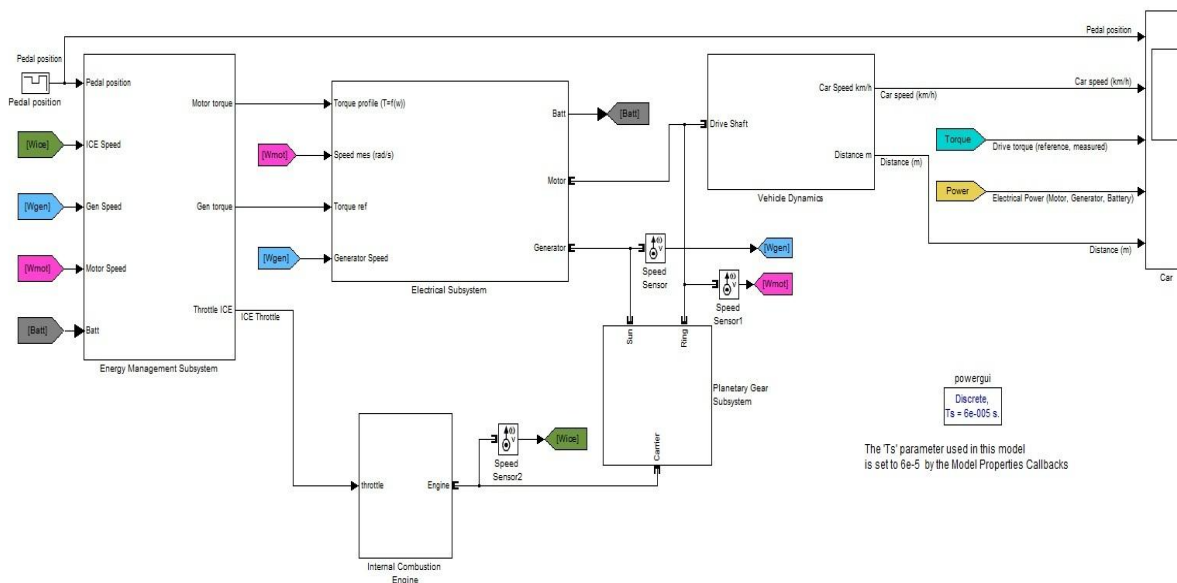 Pedal position
Pedal position
Pedal position
Pedal position
[Wice]
ICE Speed
[Wgen]
Gen Speed
[Wmot]
Motor Speed
[Batt]
Batt
Motor torque
Gen torque
Throttle ICE
ICE Throttle
Energy Management Subsystem
Torque profile (T=f(w))
[Wmot]
Speed mes (rad/s)
Torque ref
[Wgen]
Generator Speed
Batt
[Batt]
Motor
Generator
Electrical Subsystem
Speed
Sensor
[Wgen]
Speed
Sensor1
[Wmot]
Drive Shaft
Car Speed km/h
Car speed (km/h)
Distance m
Distance (m)
Vehicle Dynamics
Car speed (km/h)
Torque
Drive torque (reference, measured)
Power
Electrical Power (Motor, Generator, Battery)
Distance (m)
Car
Sun
Ring
Carrier
Planetary Gear
Subsystem
throttle
Engine
Internal Combustion
Engine
Speed
Sensor2
[Wice]
powergui
Discrete,
Ts = 6e-005 s.
The 'Ts' parameter used in this model
is set to 6e-5 by the Model Properties Callbacks